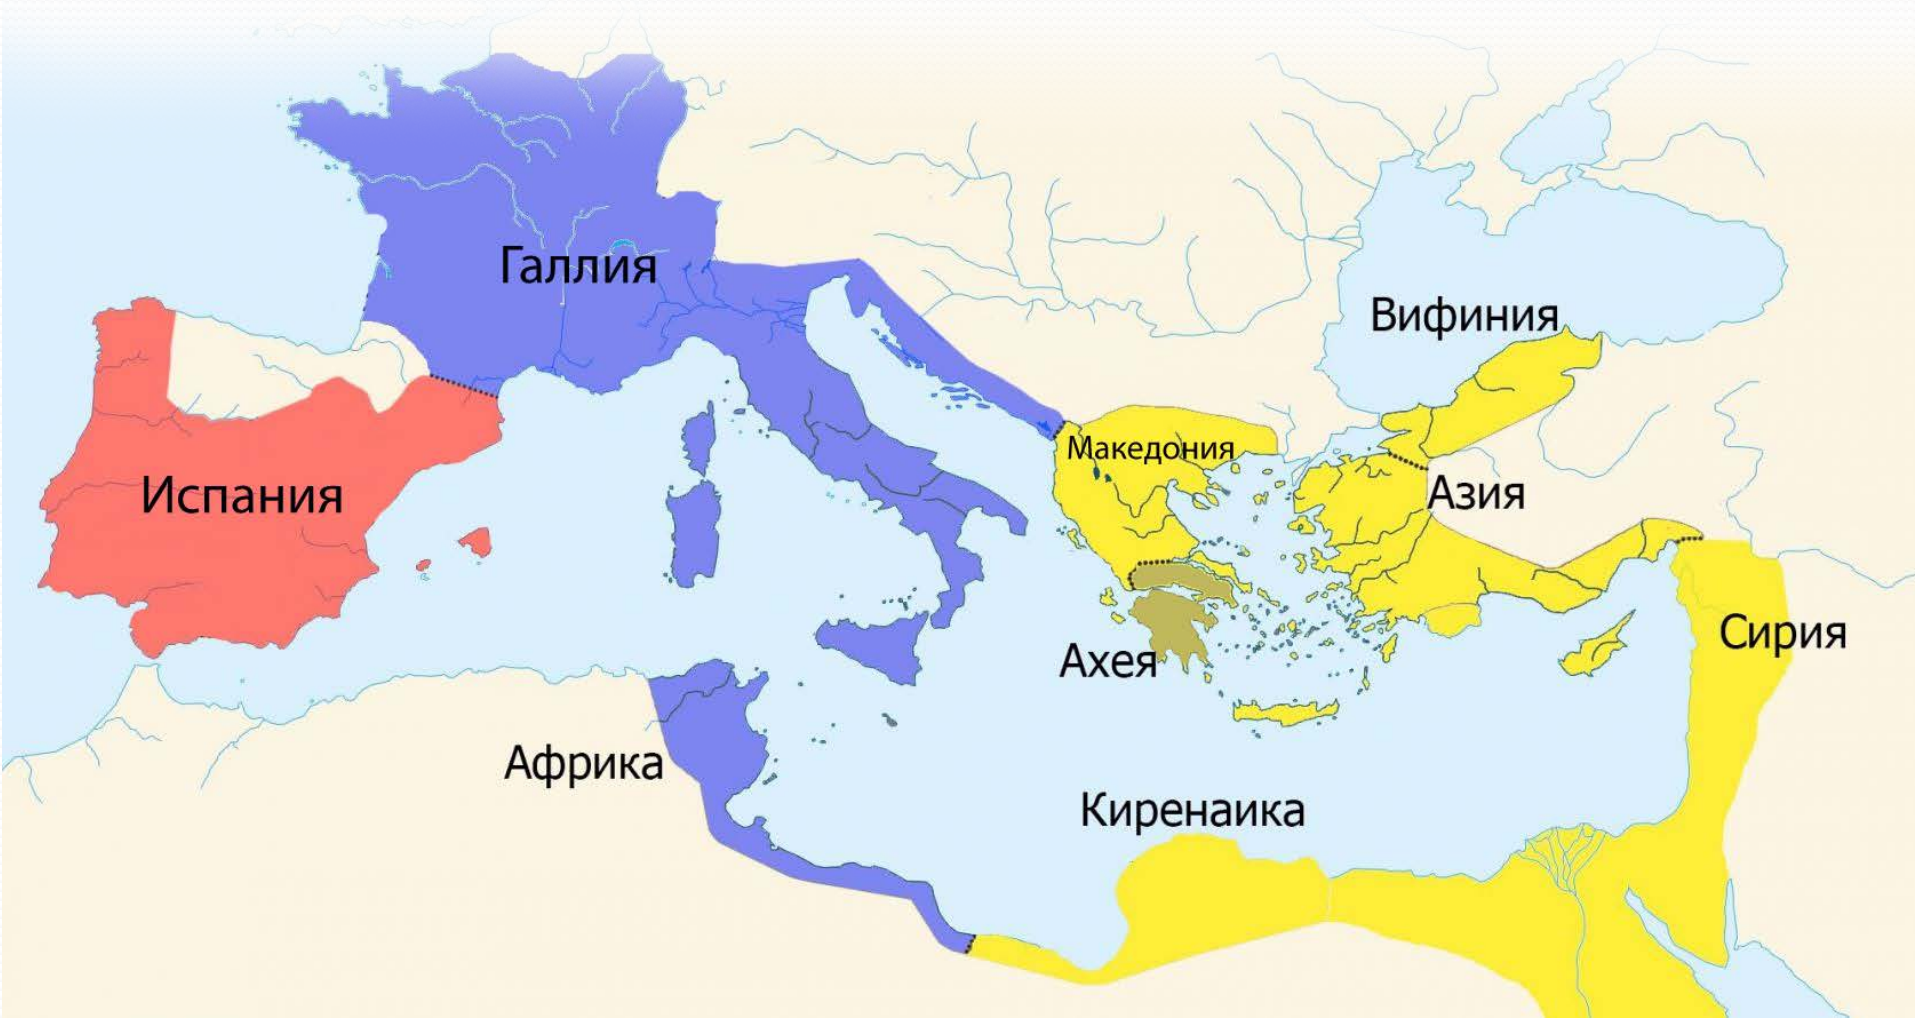 Галлия
Вифиния
Македония
Испания
Азия
Сирия
Ахея
Африка
Киренаика